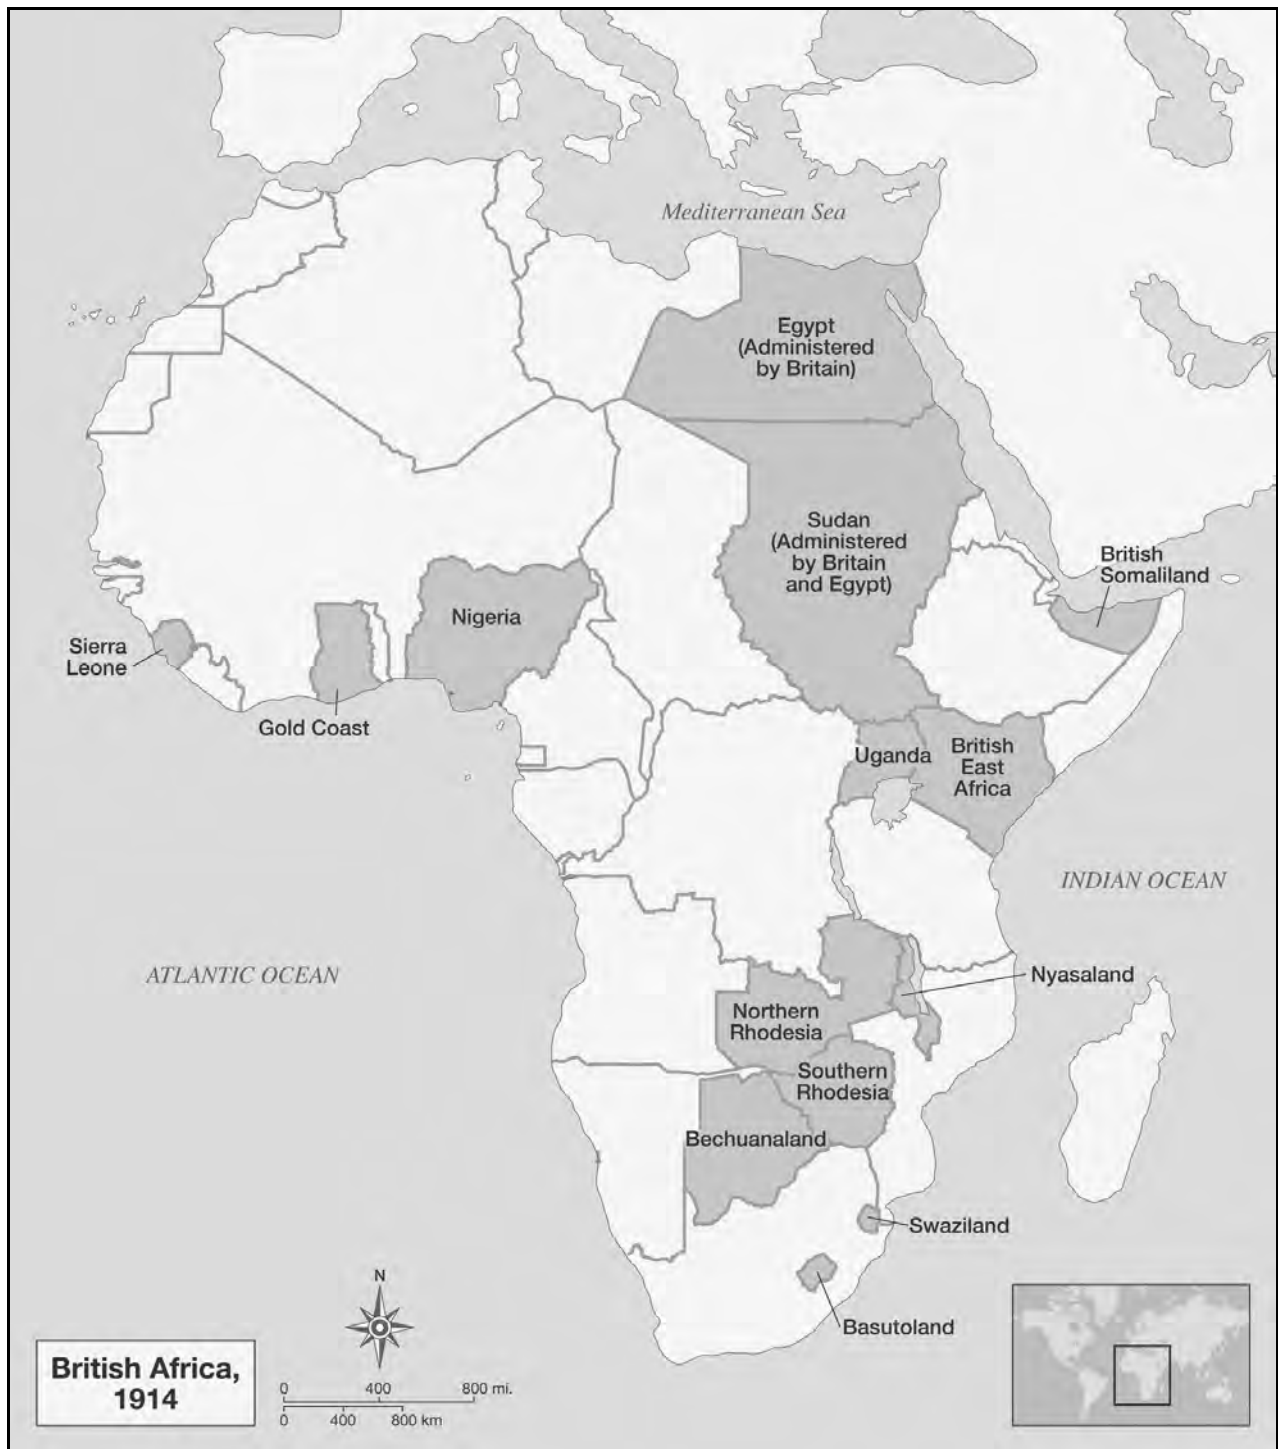 Mediterranean Sea
Egypt
(Administered
by Britain)
Sudan
(Administered
by Britain
and Egypt)
British
Somaliland
Nigeria
Sierra
Leone
Gold Coast
Uganda
British
East
Africa
INDIAN OCEAN
ATLANTIC OCEAN
Nyasaland
Northern
Rhodesia
Southern
Rhodesia
Bechuanaland
Swaziland
Basutoland
N
British Africa,
1914
0 400 800 mi.
0 400 800 km